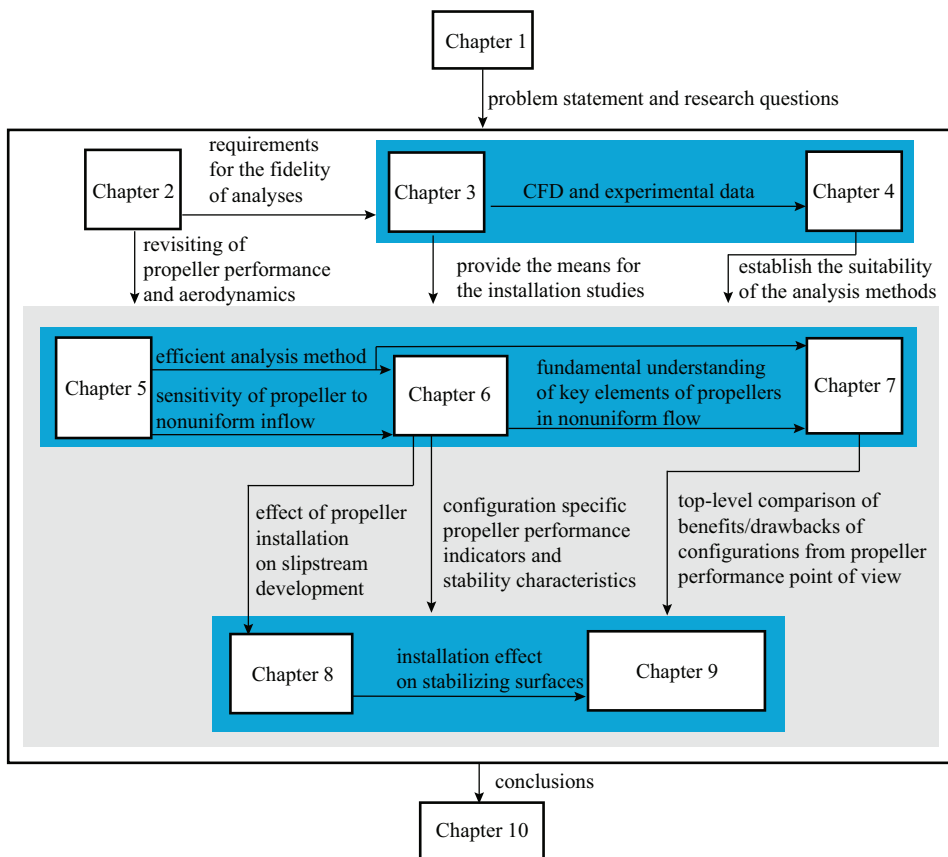 Chapter 1
problem statement and research questions
requirements
for the fidelity
of analyses
Chapter 2
Chapter 3
CFD and experimental data
Chapter 4
revisiting of
propeller performance
and aerodynamics
provide the means for
the installation studies
establish the suitability
of the analysis methods
Chapter 5
efficient analysis method
sensitivity of propeller to
nonuniform inflow
Chapter 6
fundamental understanding
of key elements of propellers
in nonuniform flow
Chapter 7
effect of propeller
installation
on slipstream
development
configuration specific
propeller performance
indicators and
stability characteristics
top-level comparison of
benefits/drawbacks of
configurations from propeller
performance point of view
Chapter 8
installation effect
on stabilizing surfaces
Chapter 9
conclusions
Chapter 10